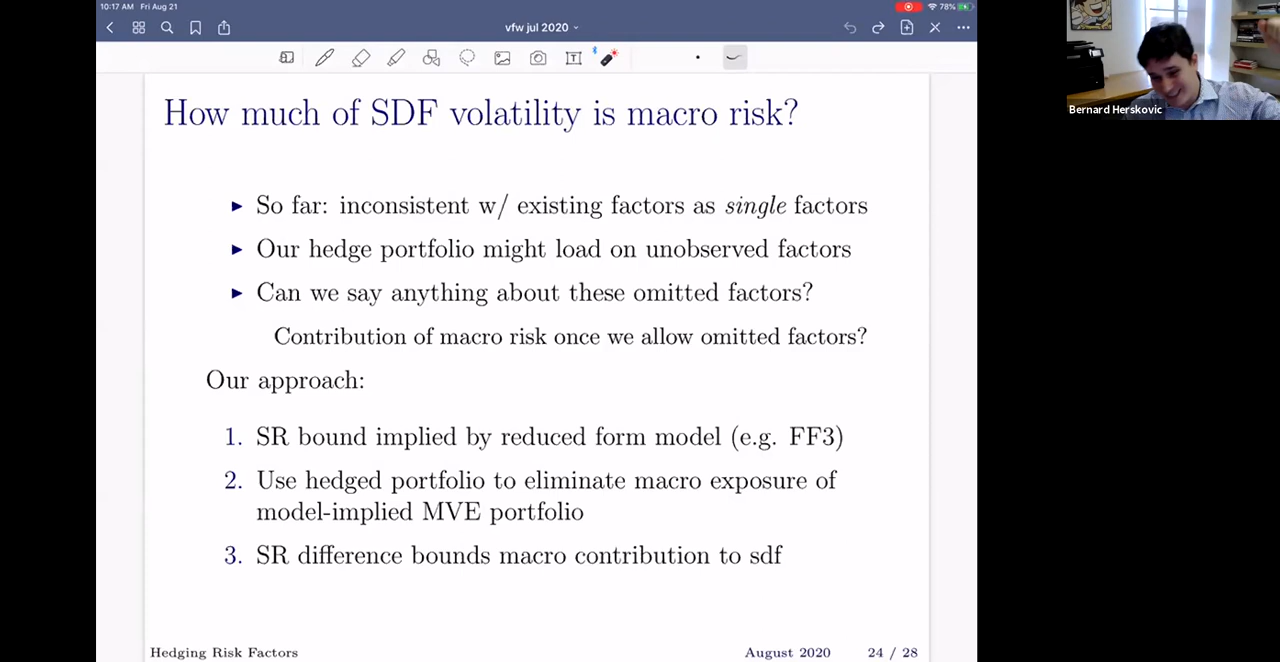 10:17 AM Fri Aug 21
78%
vfw jul 2020
T
How much of SDF volatility is macro risk?
Bernard Herskovic
▶ So far: inconsistent w/ existing factors as single factors
▶ Our hedge portfolio might load on unobserved factors
▶ Can we say anything about these omitted factors?
Contribution of macro risk once we allow omitted factors?
Our approach:
1. SR bound implied by reduced form model (e.g. FF3)
2. Use hedged portfolio to eliminate macro exposure of
model-implied MVE portfolio
3. SR difference bounds macro contribution to sdf
Hedging Risk Factors
August 2020 24 / 28